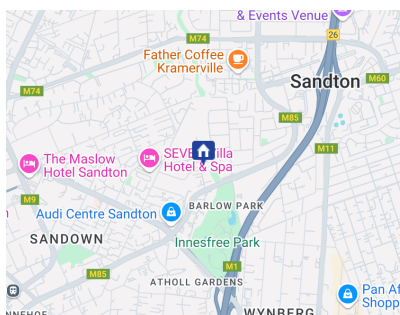 & Events Venue
M74
26
Father Coffee
Kramerville
Sandton
M60
M74
M85
SEVEN Villa
Hotel & Spa
M11
The Maslow
Hotel Sandton
M9
BARLOW PARK
Audi Centre Sandton
SANDOWN
Innesfree Park
M1
M85
ATHOLL GARDENS
Pan Af
Shopp
WYNBERG